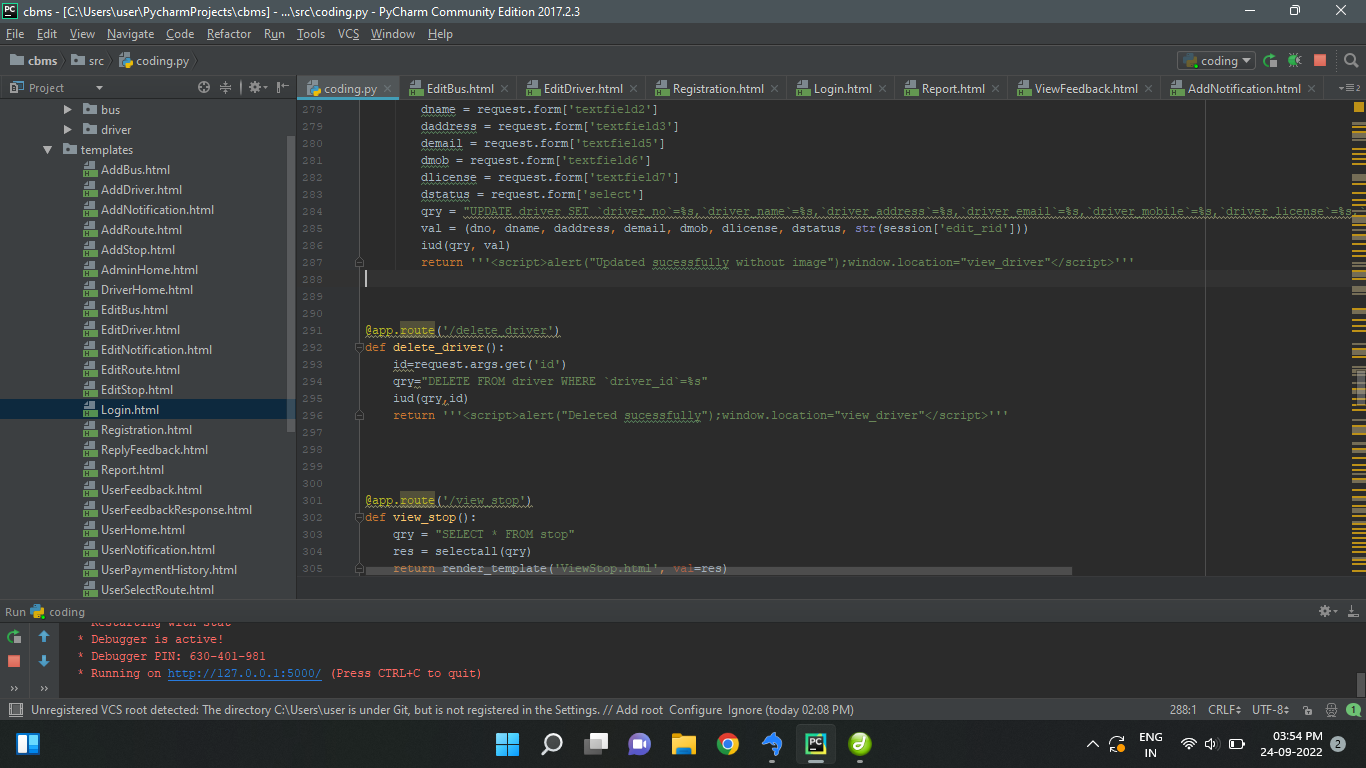 cbms - [C:\Users\user\PycharmProjects\cbms] - ...\src\coding.py - PyCharm Community Edition 2017.2.3
File Edit View Navigate Code Refactor Run Tools VCS Window Help
cbms src coding.py
coding
Project
coding.py EditBus.html EditDriver.html Registration.html Login.html Report.html ViewFeedback.html AddNotification.html
bus
driver
templates
AddBus.html
AddDriver.html
AddNotification.html
AddRoute.html
AddStop.html
AdminHome.html
DriverHome.html
EditBus.html
EditDriver.html
EditNotification.html
EditRoute.html
EditStop.html
Login.html
Registration.html
ReplyFeedback.html
Report.html
UserFeedback.html
UserFeedbackResponse.html
UserHome.html
UserNotification.html
UserPaymentHistory.html
UserSelectRoute.html
278 dname = request.form['textfield2']
279 daddress = request.form['textfield3']
280 demail = request.form['textfield5']
281 dmob = request.form['textfield6']
282 dlicense = request.form['textfield7']
283 dstatus = request.form['select']
284 qry = "UPDATE driver SET `driver_no`=%s,`driver_name`=%s,`driver_address`=%s,`driver_email`=%s,`driver_mobile`=%s,`driver_license`=%s,
285 val = (dno, dname, daddress, demail, dmob, dlicense, dstatus, str(session['edit_rid']))
286 iud(qry, val)
287 return '''<script>alert("Updated sucessfully without image");window.location="view_driver"</script>'''
288
289
290
291 @app.route('/delete_driver')
292 def delete_driver():
293 id=request.args.get('id')
294 qry="DELETE FROM driver WHERE `driver_id`=%s"
295 iud(qry,id)
296 return '''<script>alert("Deleted sucessfully");window.location="view_driver"</script>'''
297
298
299
300
301 @app.route('/view_stop')
302 def view_stop():
303 qry = "SELECT * FROM stop"
304 res = selectall(qry)
305 return render_template('ViewStop.html', val=res)
Run coding
* Restarting with stat
* Debugger is active!
* Debugger PIN: 630-401-981
* Running on http://127.0.0.1:5000/ (Press CTRL+C to quit)
Unregistered VCS root detected: The directory C:\Users\user is under Git, but is not registered in the Settings. // Add root Configure Ignore (today 02:08 PM)
288:1 CRLF UTF-8 1
ENG
IN
03:54 PM
24-09-2022
2